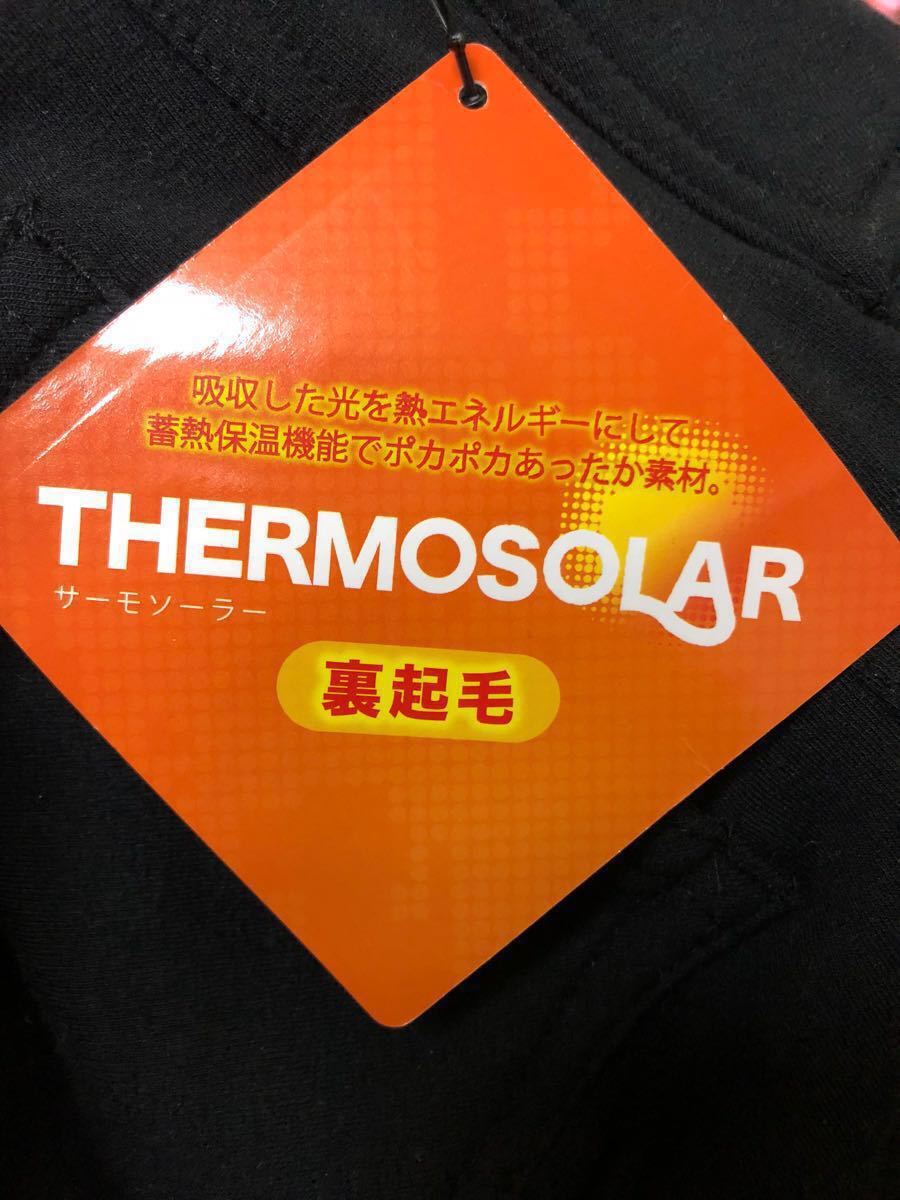 吸収した光を熱エネルギーにして
蓄熱保温機能でポカポカあったか素材。
THERMOSOLAR
サーモソーラー
裏起毛